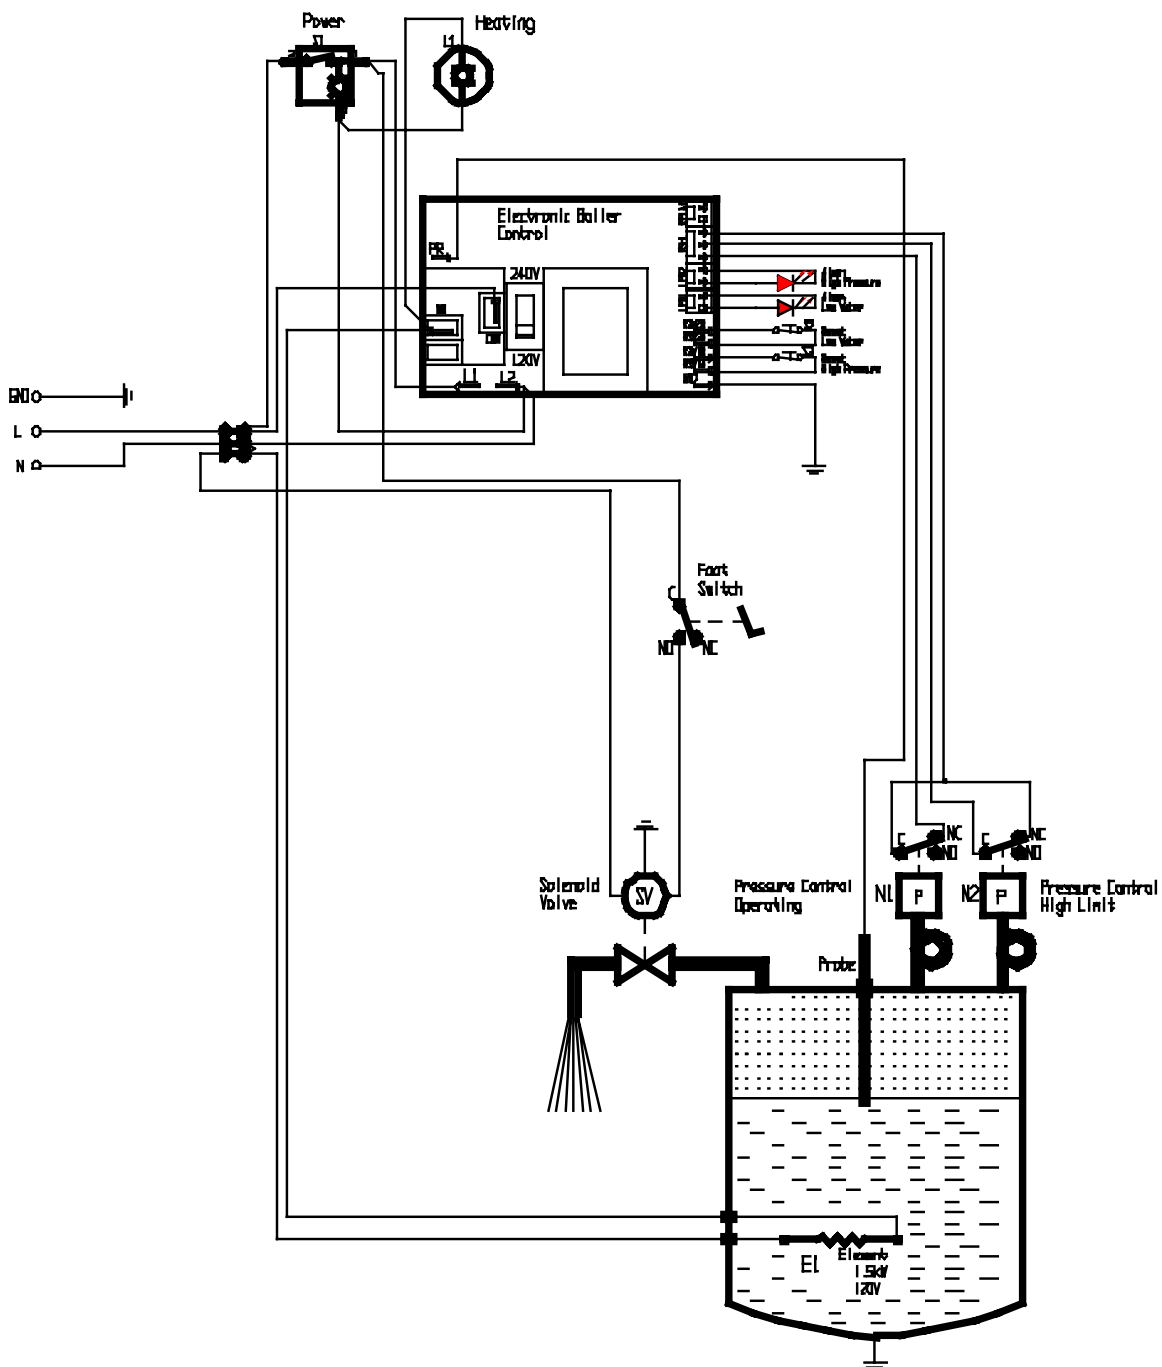 Power
S1
Heating
L1
Electronic Boiler
Control
PR
240V
120V
L1
L2
Alarm
High Pressure
Alarm
Low Water
Reset
Low Water
Reset
High Pressure
GND
L
N
Foot
Switch
C
NO
NC
Solenoid
Valve
SV
Pressure Control
Operating
N1
P
C
NC
NO
N2
P
C
NC
NO
Pressure Control
High Limit
Probe
E1
Element
1.5kW
120V